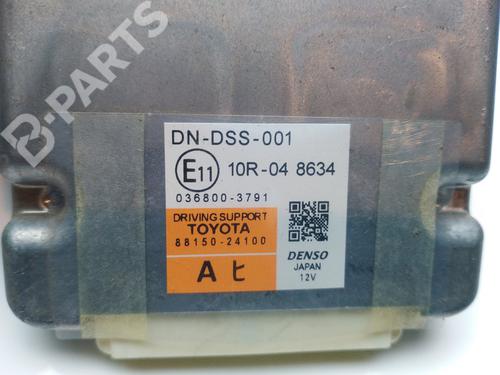 B-PARTS
DN-DSS-001
E11 10R-04 8634
036800-3791
DRIVING SUPPORT
TOYOTA
88150-24100
A ヒ
DENSO
JAPAN
12V